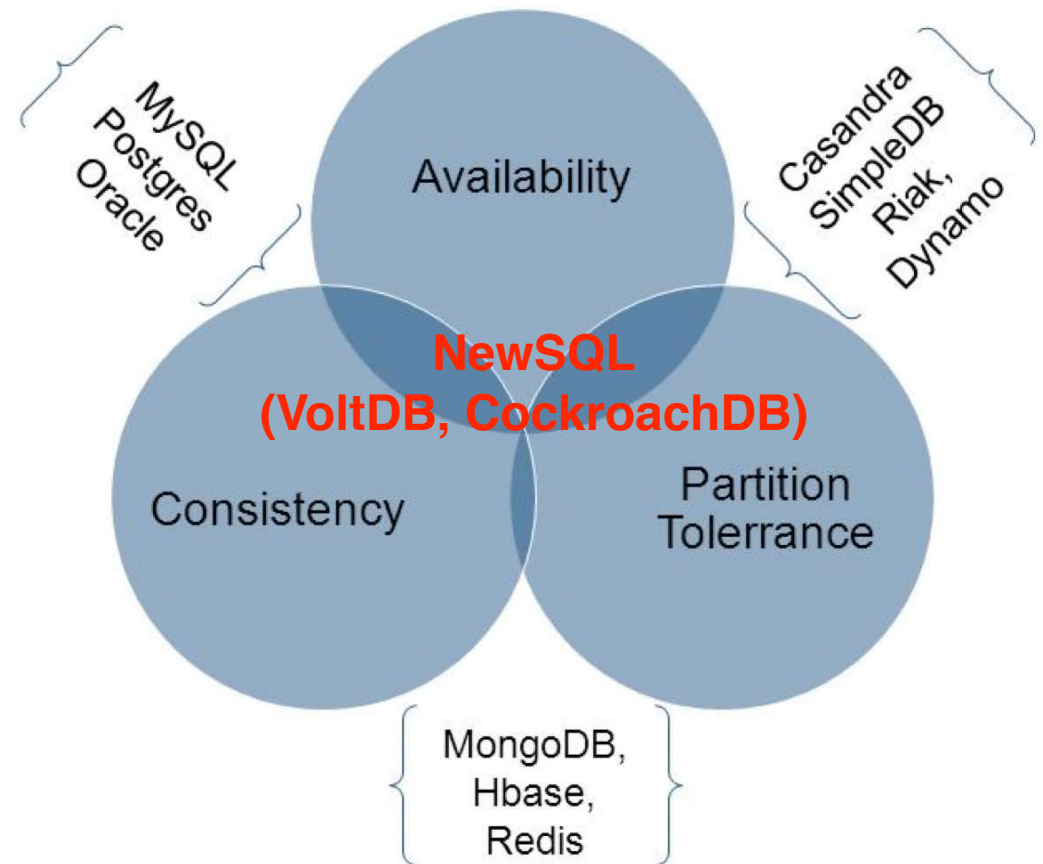 MySQL
Postgres
Oracle
Availability
Casandra
SimpleDB
Riak,
Dynamo
NewSQL
(VoltDB, CockroachDB)
Consistency
Partition
Tolerrance
MongoDB,
Hbase,
Redis